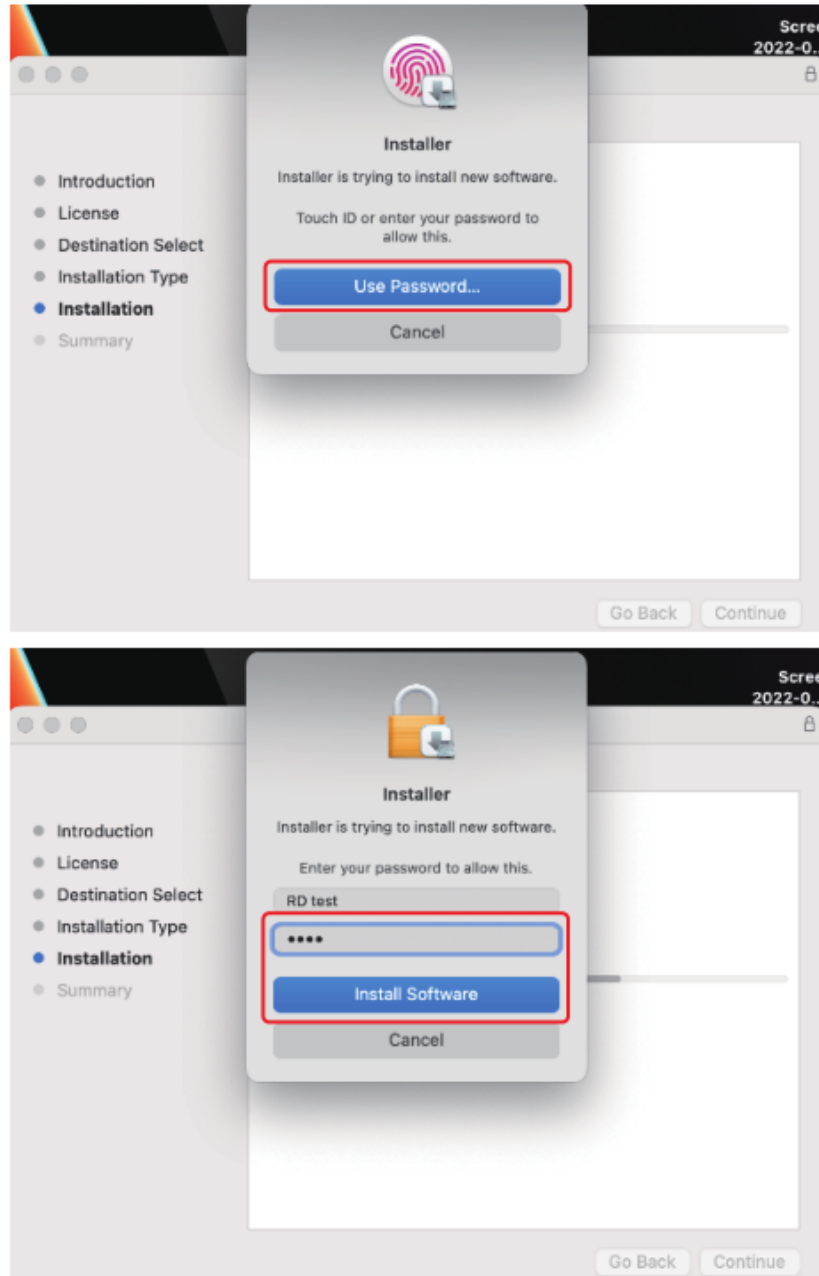 Scree
2022-0..
Installer
Installer is trying to install new software.
Touch ID or enter your password to
allow this.
Use Password...
Cancel
Introduction
License
Destination Select
Installation Type
Installation
Summary
Go Back
Continue
Scree
2022-0..
Installer
Installer is trying to install new software.
Enter your password to allow this.
RD test
••••
Install Software
Cancel
Introduction
License
Destination Select
Installation Type
Installation
Summary
Go Back
Continue